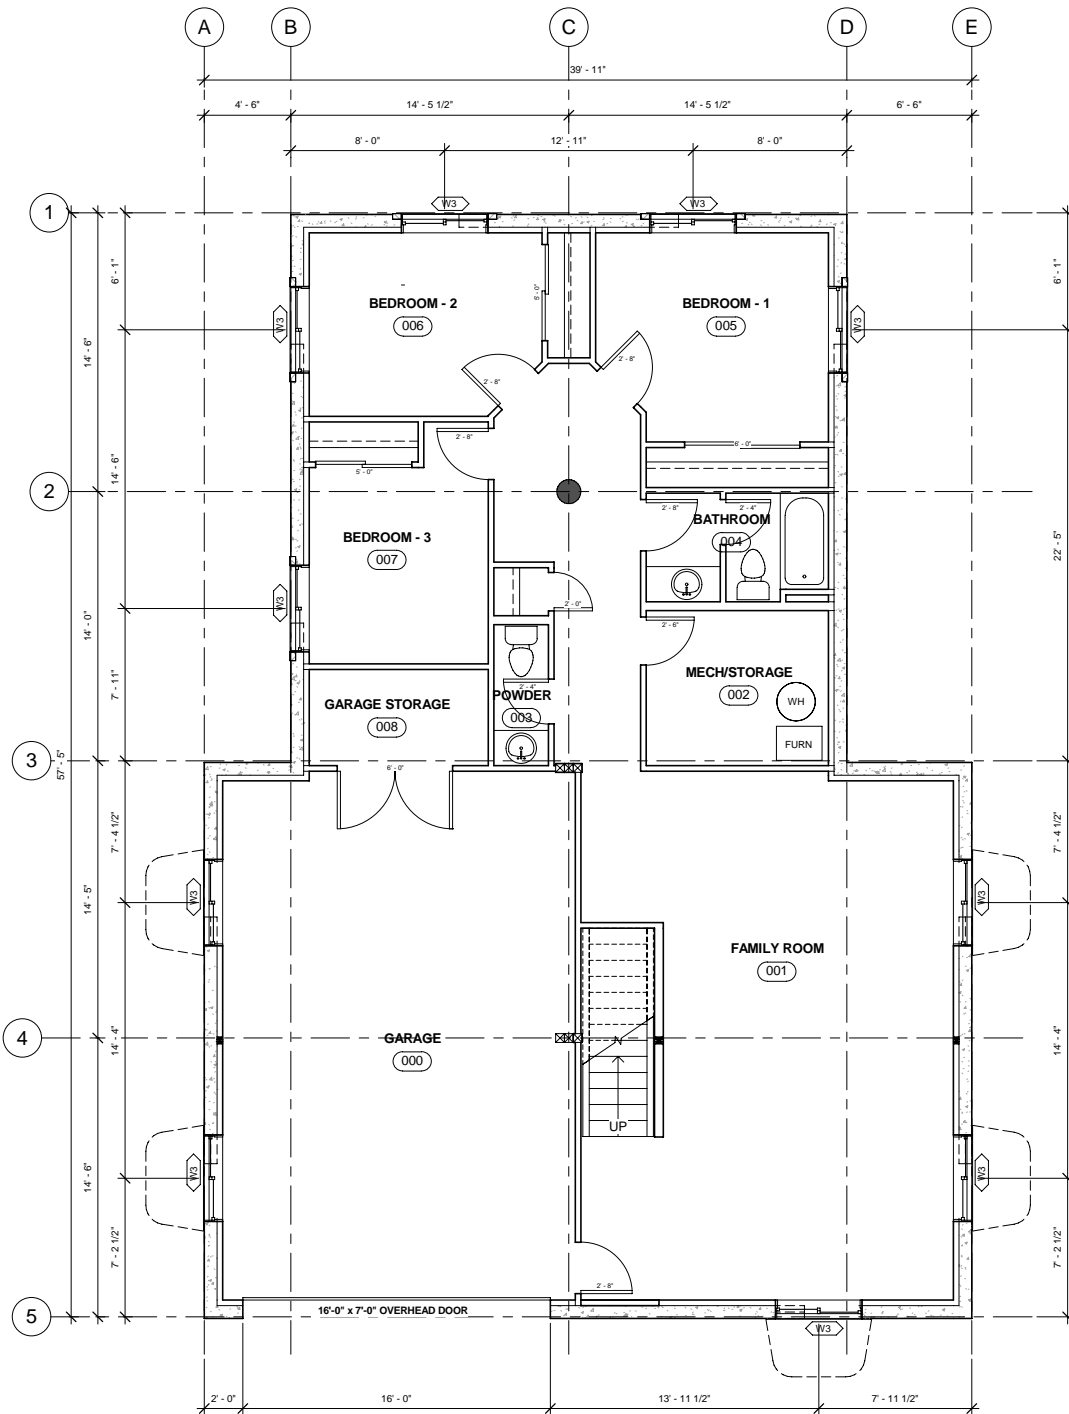 A B C D E
39' - 11"
4' - 6" 14' - 5 1/2" 14' - 5 1/2" 6' - 6"
8' - 0" 12' - 11" 8' - 0"
1
W3 W3
6' - 1" 6' - 1"
5' - 0"
BEDROOM - 2 BEDROOM - 1
006 005
W3 W3
14' - 6"
2' - 8" 2' - 8"
2' - 8" 6' - 0"
5' - 0"
14' - 6"
2
2' - 8" 2' - 4"
BATHROOM
004
BEDROOM - 3
007
22' - 5"
W3
2' - 0"
2' - 6"
14' - 0"
7' - 11"
MECH/STORAGE
002
2' - 4"
POWDER
003
GARAGE STORAGE
008
WH
FURN
3
6' - 0"
57' - 5"
7' - 4 1/2" 7' - 4 1/2"
W3 W3
14' - 5"
FAMILY ROOM
001
4
GARAGE
000
14' - 4" 14' - 4"
UP
W3 W3
14' - 6"
7' - 2 1/2" 7' - 2 1/2"
2' - 8"
5
16'-0" x 7'-0" OVERHEAD DOOR
W3
2' - 0" 16' - 0" 13' - 11 1/2" 7' - 11 1/2"